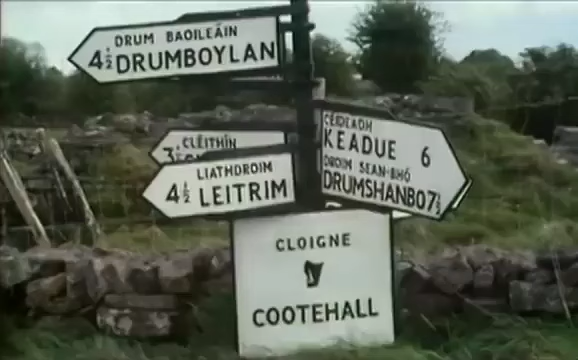 DRUM BAOILEÁIN
4½ DRUMBOYLAN
CLÉITHÍN
3
LIATHDROIM
4½ LEITRIM
CÉIDEADH
KEADUE 6
DROIM SEAN-BHÓ
DRUMSHANBO 7½
CLOIGNE
COOTEHALL